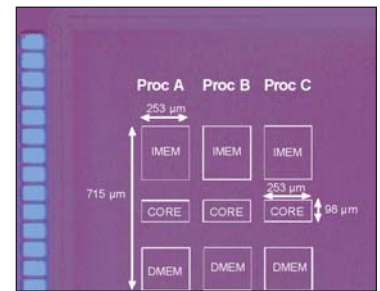 Proc A Proc B Proc C
253 µm
IMEM IMEM IMEM
715 µm
253 µm
CORE CORE CORE 98 µm
DMEM DMEM DMEM